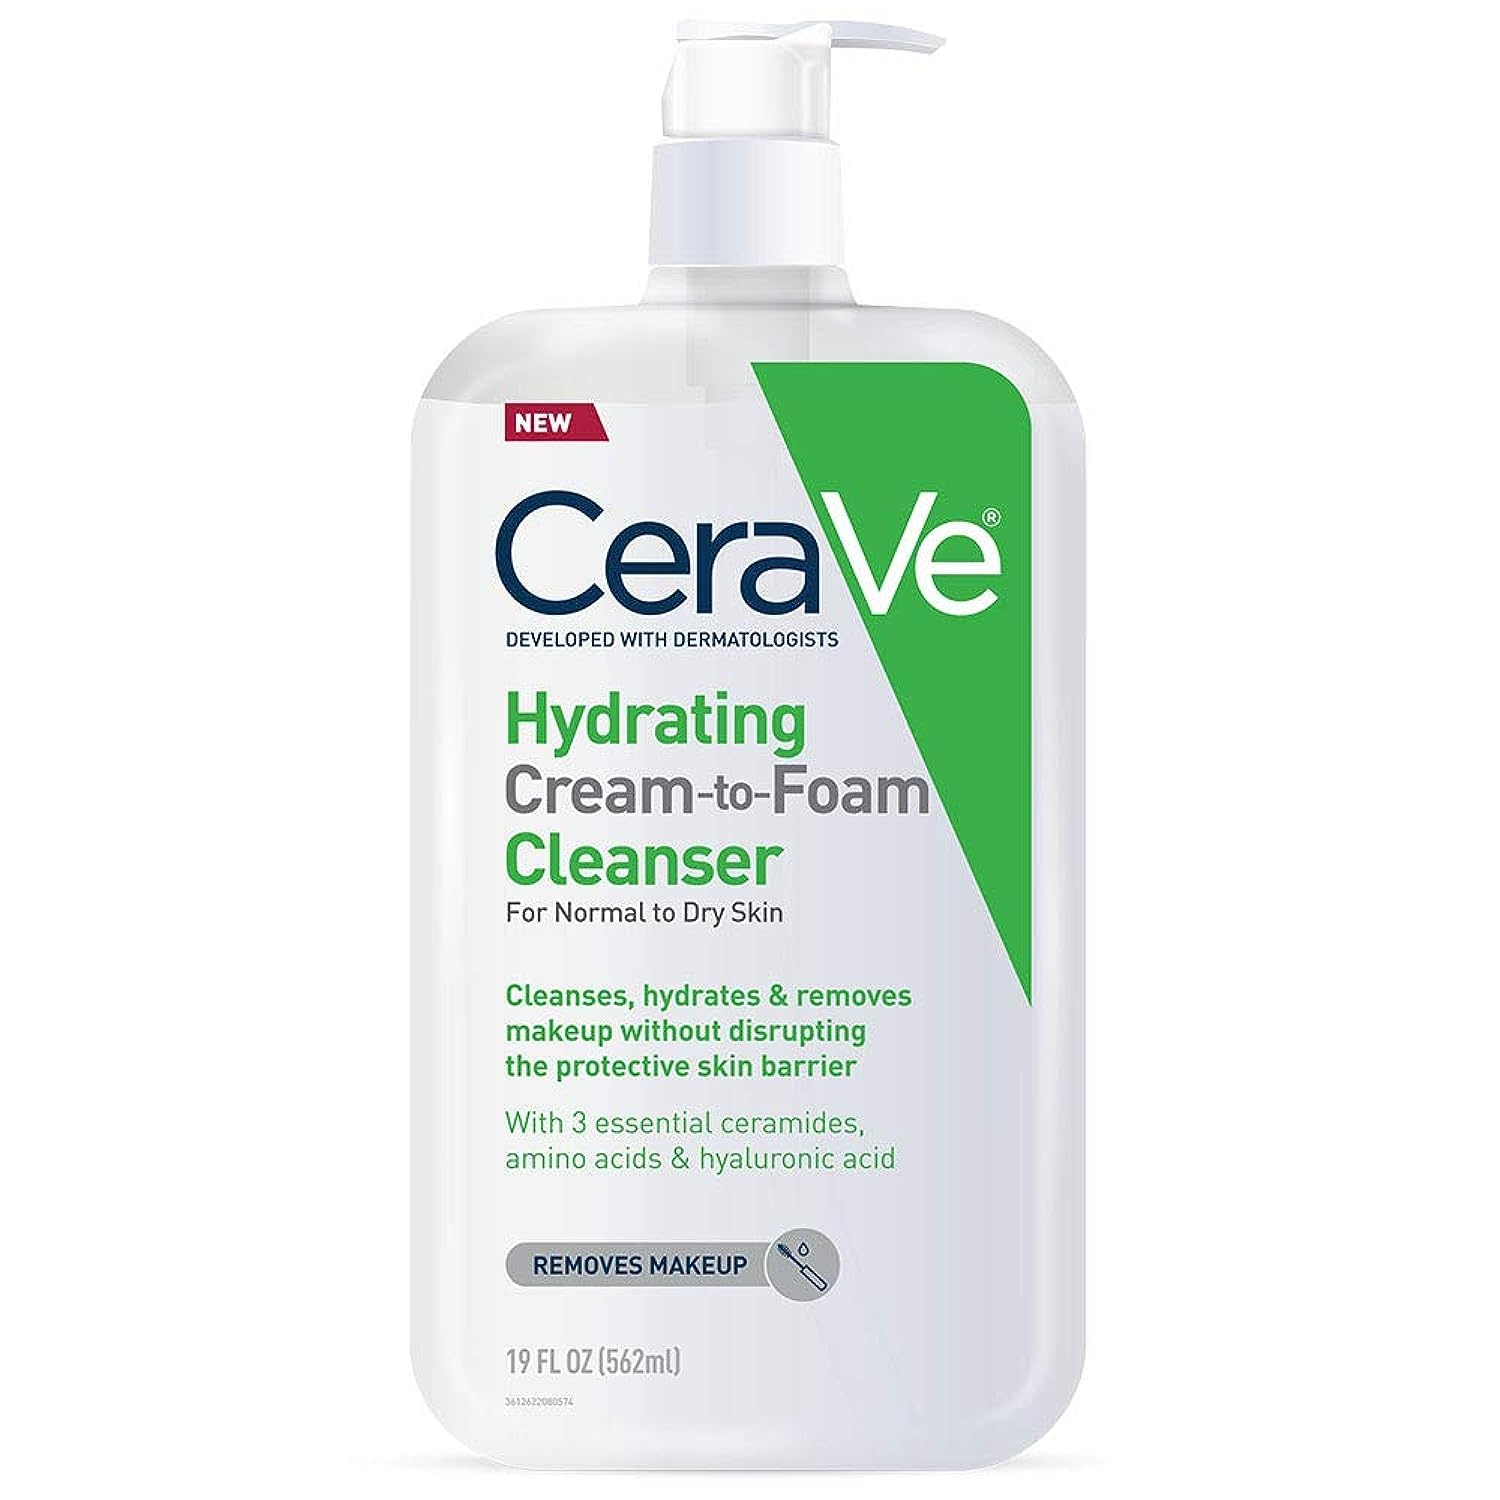 NEW
CeraVe®
DEVELOPED WITH DERMATOLOGISTS
Hydrating
Cream-to-Foam
Cleanser
For Normal to Dry Skin
Cleanses, hydrates & removes
makeup without disrupting
the protective skin barrier
With 3 essential ceramides,
amino acids & hyaluronic acid
REMOVES MAKEUP
19 FL OZ (562ml)
3612622080574